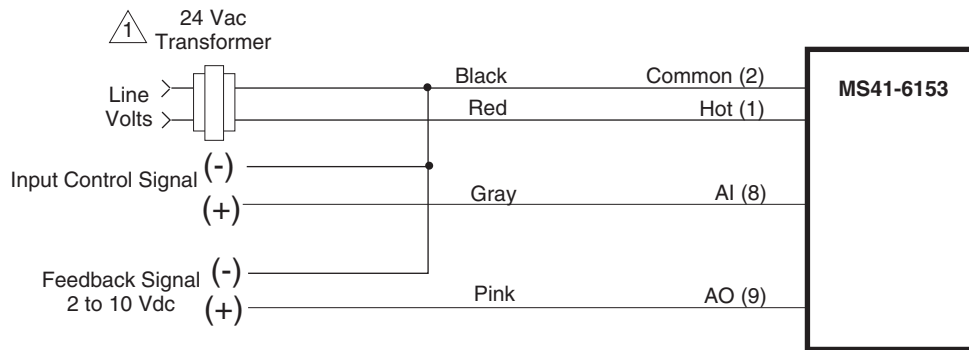 1
24 Vac
Transformer
Line
Volts
Black
Common (2)
MS41-6153
Red
Hot (1)
Input Control Signal
(-)
(+)
Gray
AI (8)
Feedback Signal
2 to 10 Vdc
(-)
(+)
Pink
AO (9)